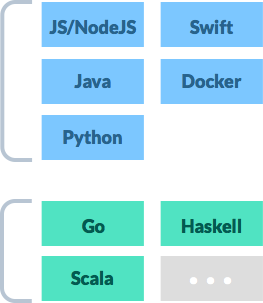 JS/NodeJS Swift
Java Docker
Python
Go Haskell
Scala ...